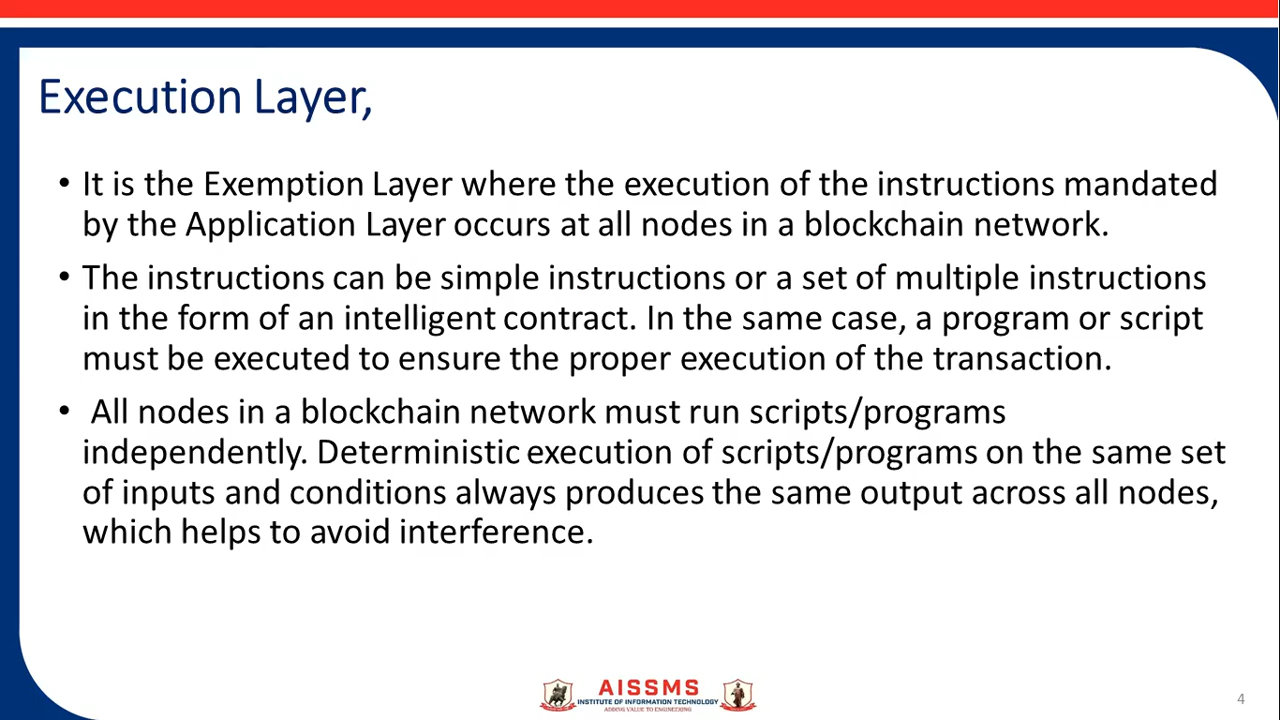 Execution Layer,
• It is the Exemption Layer where the execution of the instructions mandated
by the Application Layer occurs at all nodes in a blockchain network.
• The instructions can be simple instructions or a set of multiple instructions
in the form of an intelligent contract. In the same case, a program or script
must be executed to ensure the proper execution of the transaction.
• All nodes in a blockchain network must run scripts/programs
independently. Deterministic execution of scripts/programs on the same set
of inputs and conditions always produces the same output across all nodes,
which helps to avoid interference.
AISSMS
INSTITUTE OF INFORMATION TECHNOLOGY
ADDING VALUE TO ENGINEERING
4